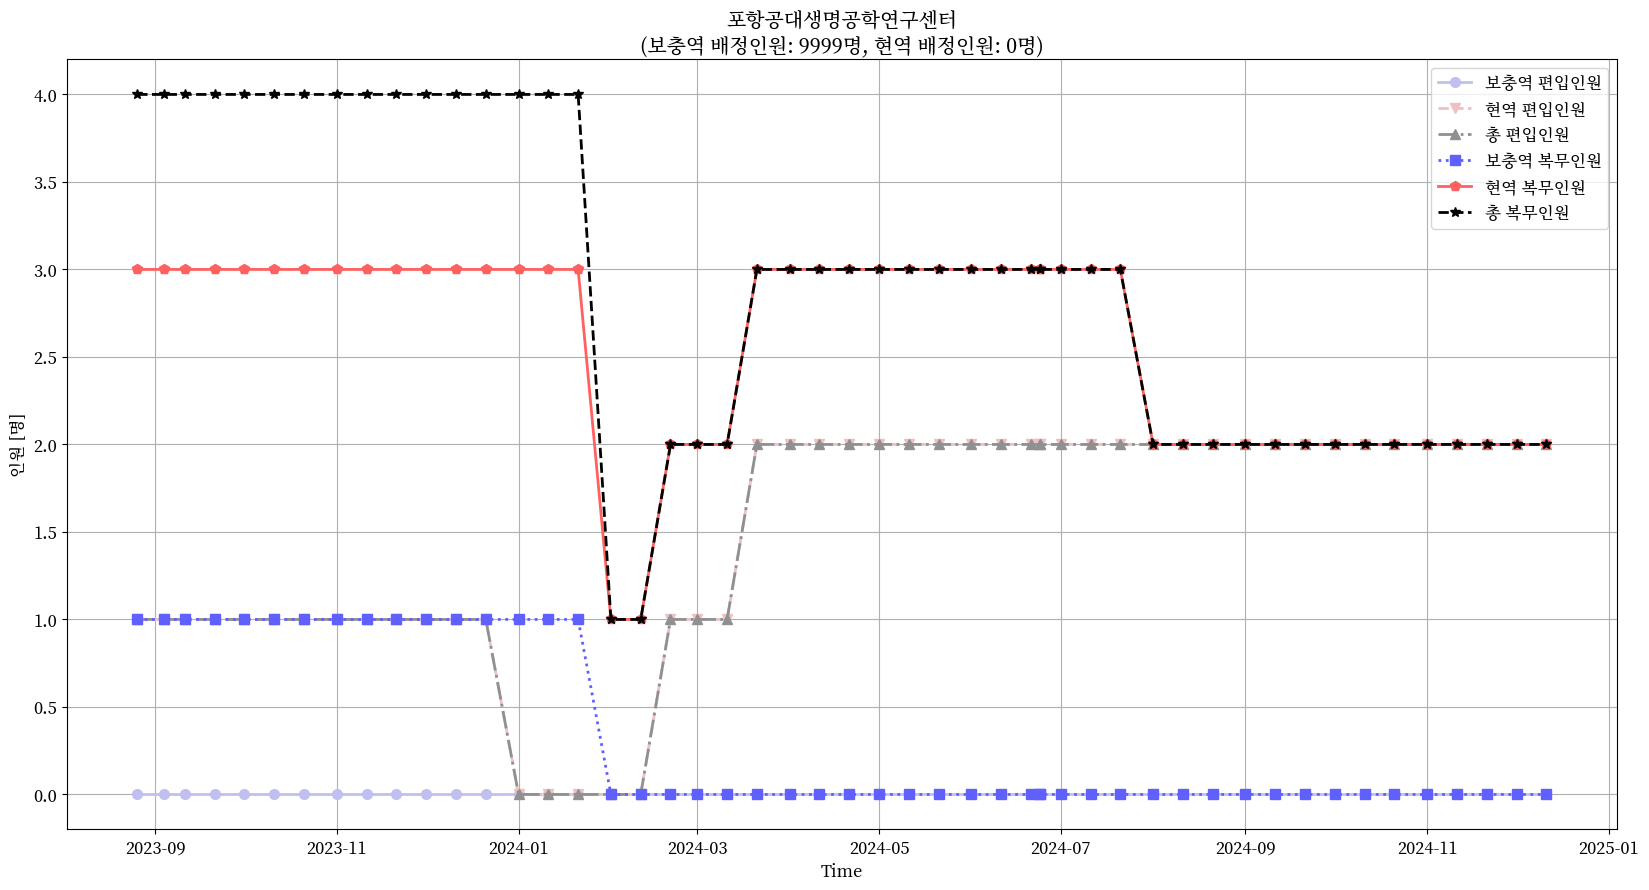 포항공대생명공학연구센터
(보충역 배정인원: 9999명, 현역 배정인원: 0명)
보충역 편입인원
현역 편입인원
총 편입인원
보충역 복무인원
현역 복무인원
총 복무인원
4.0
3.5
3.0
2.5
2.0
1.5
1.0
0.5
0.0
인원 [명]
2023-09
2023-11
2024-01
2024-03
2024-05
2024-07
2024-09
2024-11
2025-01
Time